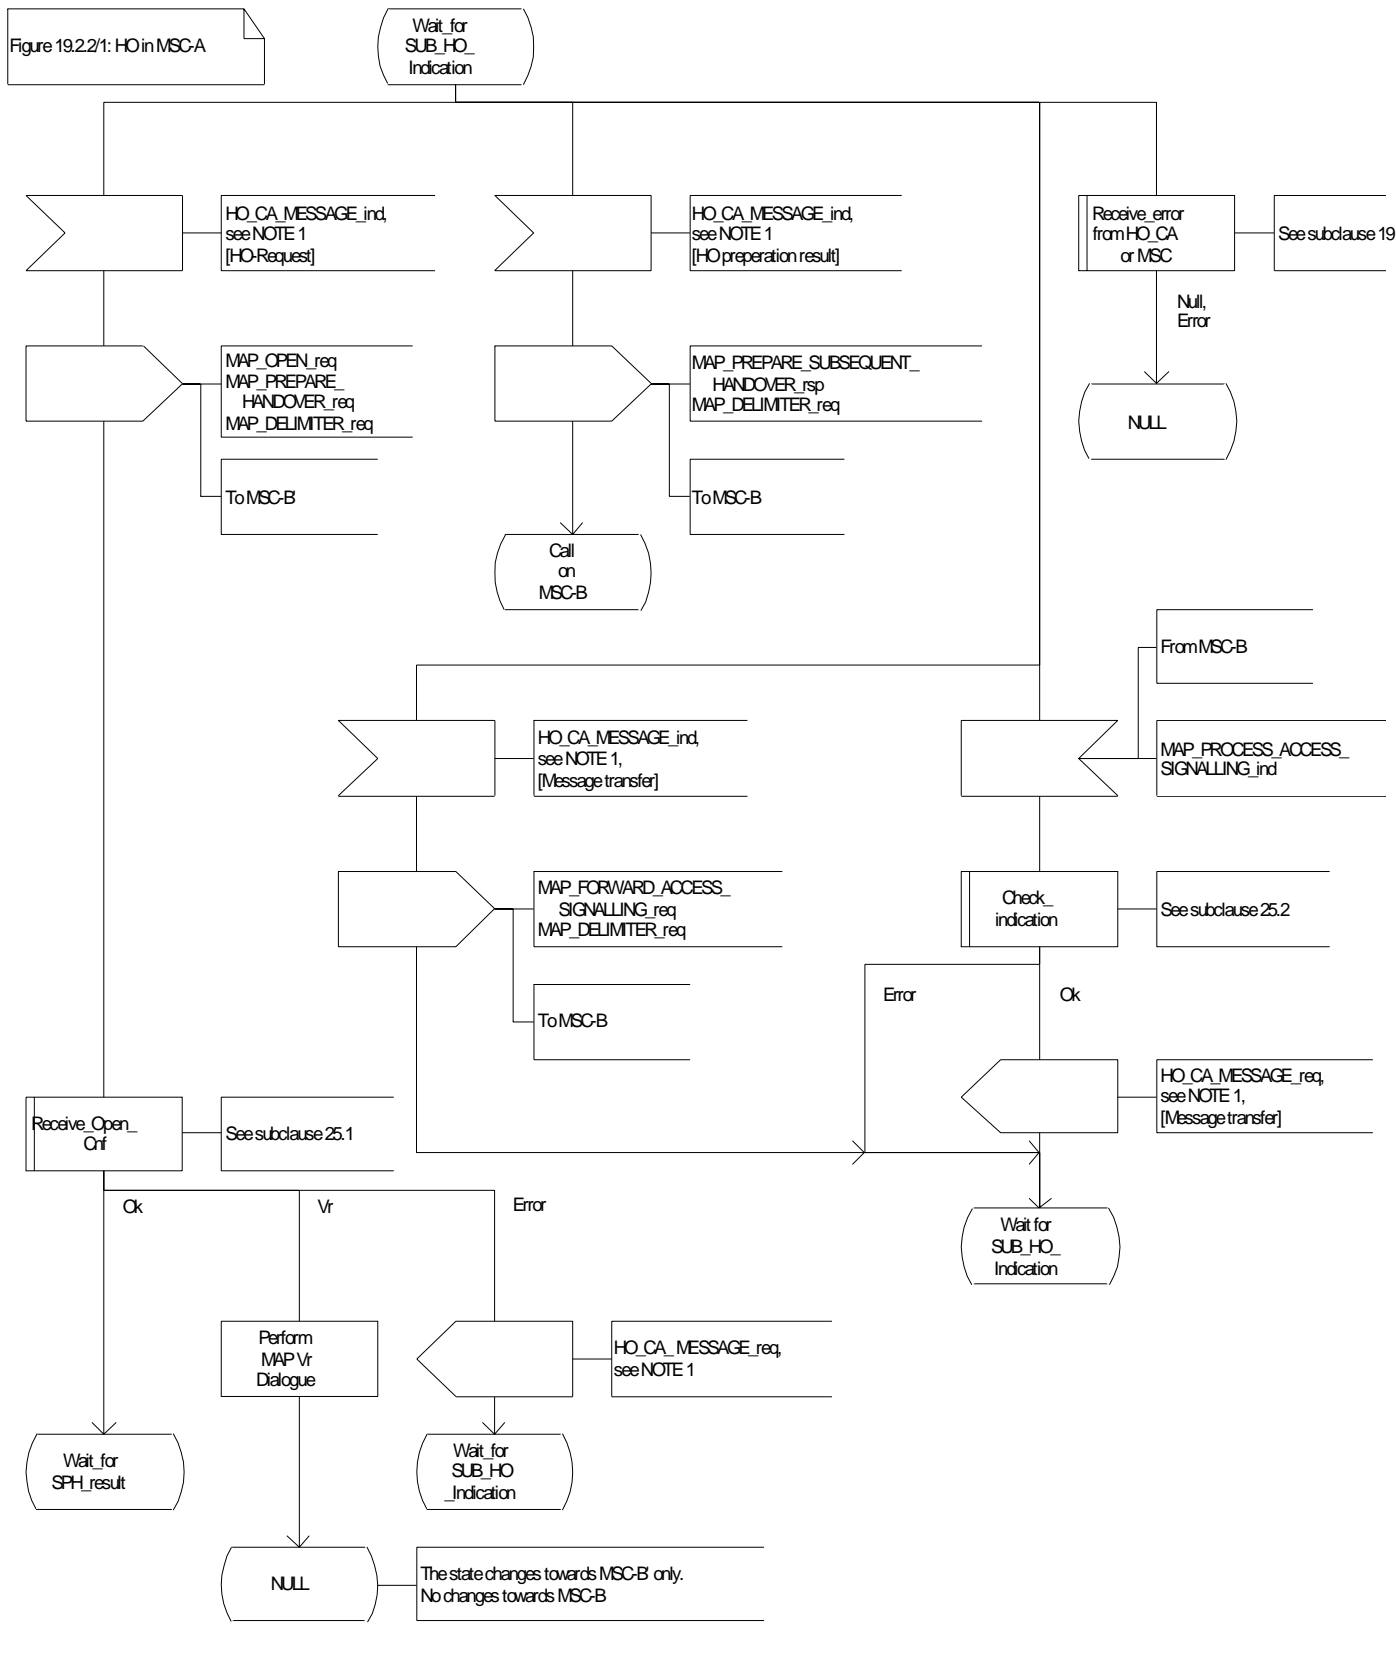 Figure 19.2.2/1: HO in MSC-A
Wait_for
SUB_HO_
Indication
HO_CA_MESSAGE_ind,
see NOTE 1
[HO-Request]
HO_CA_MESSAGE_ind,
see NOTE 1
[HO preperation result]
Receive_error
from HO_CA
or MSC
See subclause 19
Null,
Error
MAP_OPEN_req
MAP_PREPARE_
HANDOVER_req
MAP_DELIMITER_req
MAP_PREPARE_SUBSEQUENT_
HANDOVER_rsp
MAP_DELIMITER_req
NULL
To MSC-B'
To MSC-B
Call
on
MSC-B
From MSC-B
HO_CA_MESSAGE_ind,
see NOTE 1,
[Message transfer]
MAP_PROCESS_ACCESS_
SIGNALLING_ind
MAP_FORWARD_ACCESS_
SIGNALLING_req
MAP_DELIMITER_req
Check_
indication
See subclause 25.2
Error
Ok
To MSC-B
HO_CA_MESSAGE_req,
see NOTE 1,
[Message transfer]
Receive_Open_
Cnf
See subclause 25.1
Ok
Vr
Error
Wait for
SUB_HO_
Indication
Perform
MAP Vr
Dialogue
HO_CA_ MESSAGE_req,
see NOTE 1
Wait_for
SPH_result
Wait_for
SUB_HO
_Indication
NULL
The state changes towards MSC-B' only.
No changes towards MSC-B